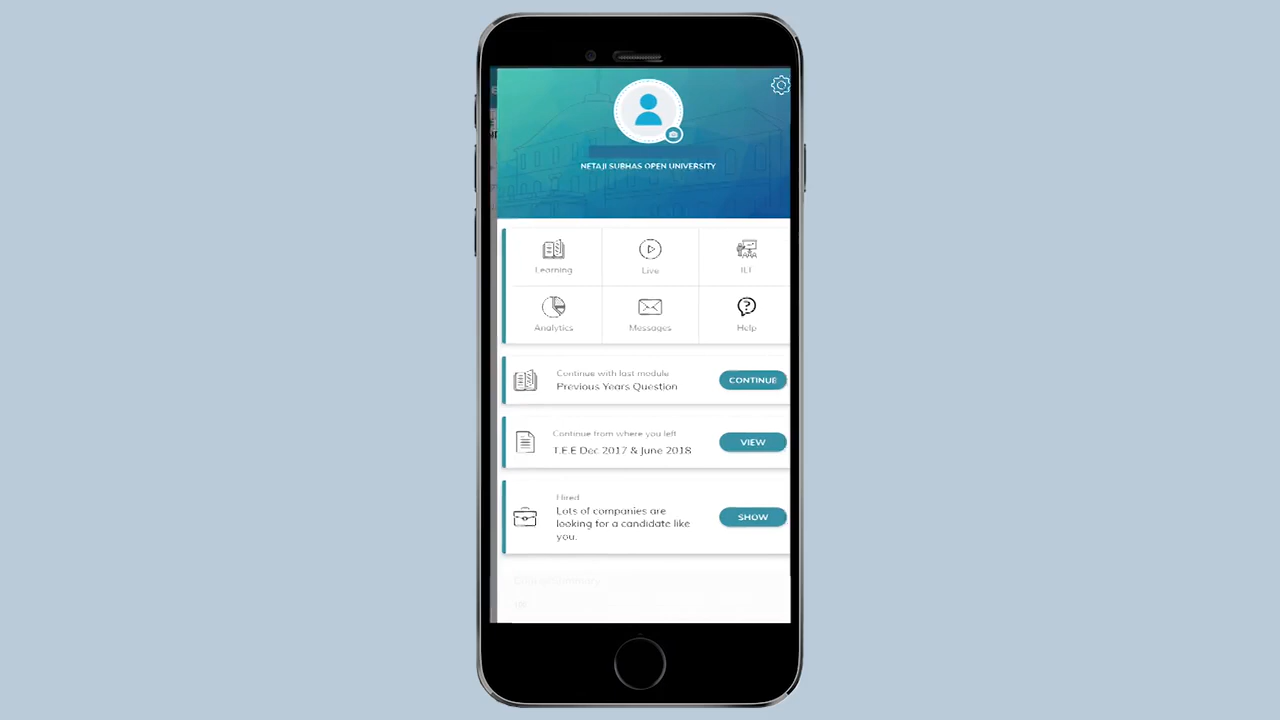 NETAJI SUBHAS OPEN UNIVERSITY
Learning
Live
ILT
Analytics
Messages
Help
Continue with last module
Previous Years Question
CONTINUE
Continue from where you left
T.E.E Dec 2017 & June 2018
VIEW
Hired
Lots of companies are
looking for a candidate like
you.
SHOW